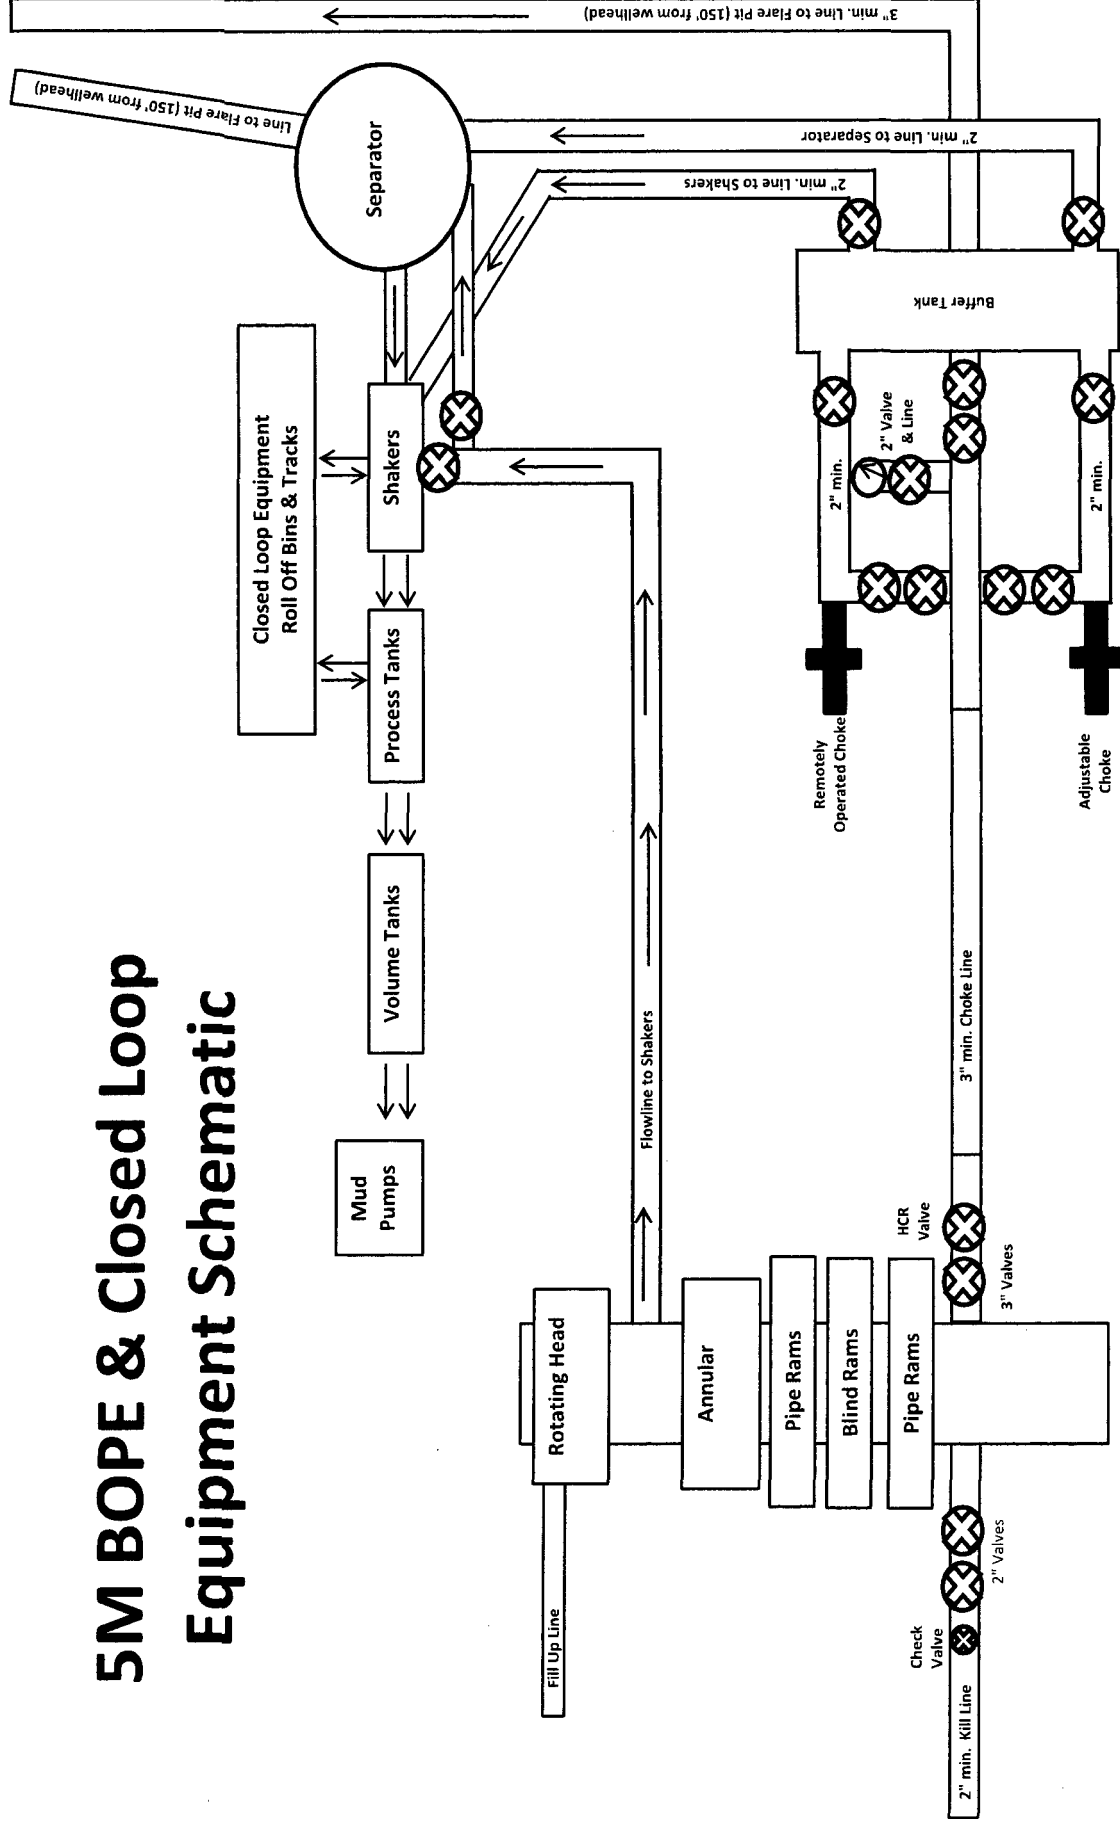 5M BOPE & Closed Loop
Equipment Schematic
Closed Loop Equipment
Roll Off Bins & Tracks
Line to Flare Pit (150' from wellhead)
3" min. Line to Flare Pit (150' from wellhead)
Mud
Pumps
Volume Tanks
Process Tanks
Shakers
Separator
Fill Up Line
Rotating Head
Flowline to Shakers
2" min. Line to Shakers
2" min. Line to Separator
Annular
Pipe Rams
Blind Rams
Pipe Rams
Remotely
Operated Choke
2" min.
2" Valve
& Line
Buffer Tank
Check
Valve
HCR
Valve
2" min. Kill Line
3" min. Choke Line
2" Valves
3" Valves
Adjustable
Choke
2" min.